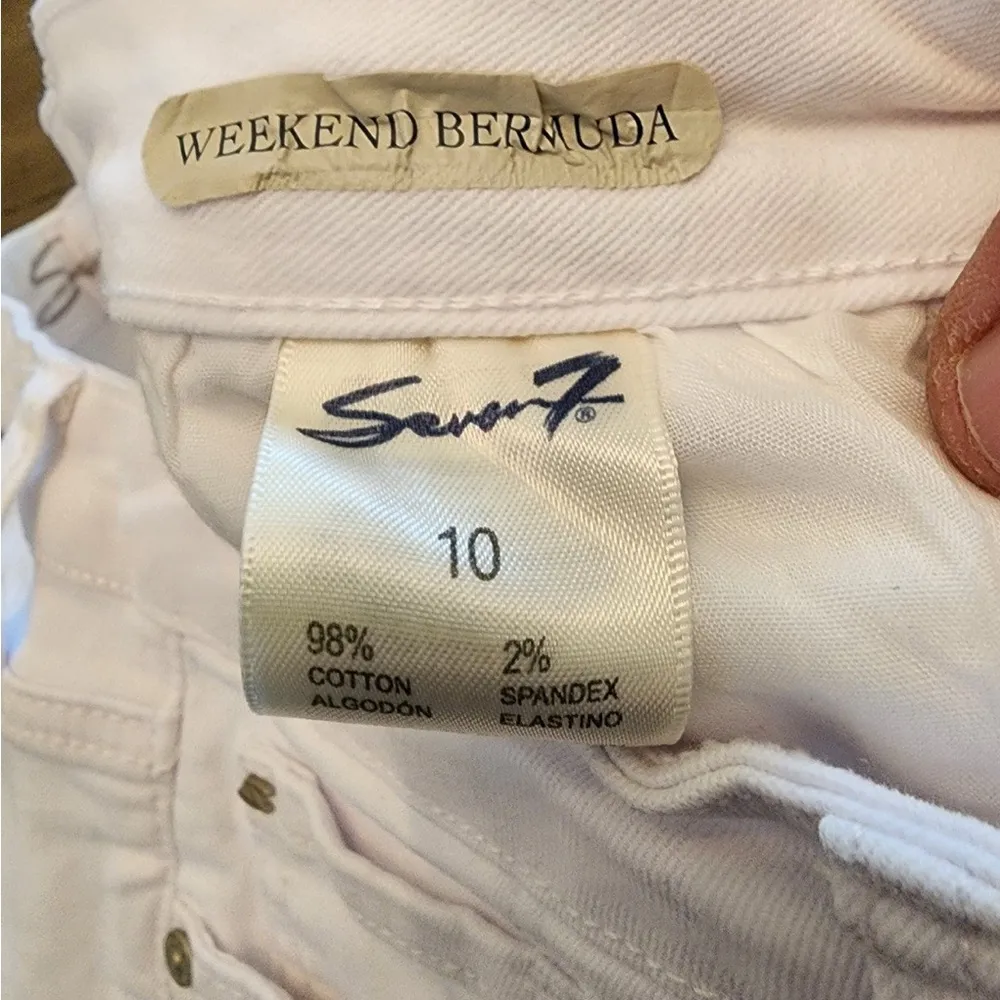 WEEKEND BERMUDA
Seven7®
10
98% 2%
COTTON SPANDEX
ALGODÓN ELASTINO